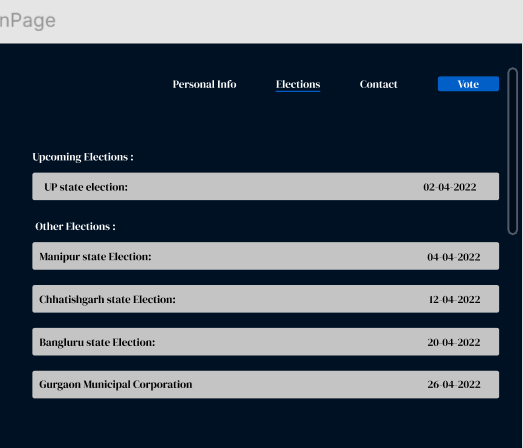 nPage
Personal Info Elections Contact Vote
Upcoming Elections :
UP state election: 02-04-2022
Other Elections :
Manipur state Election: 04-04-2022
Chhatishgarh state Election: 12-04-2022
Bangluru state Election: 20-04-2022
Gurgaon Municipal Corporation 26-04-2022